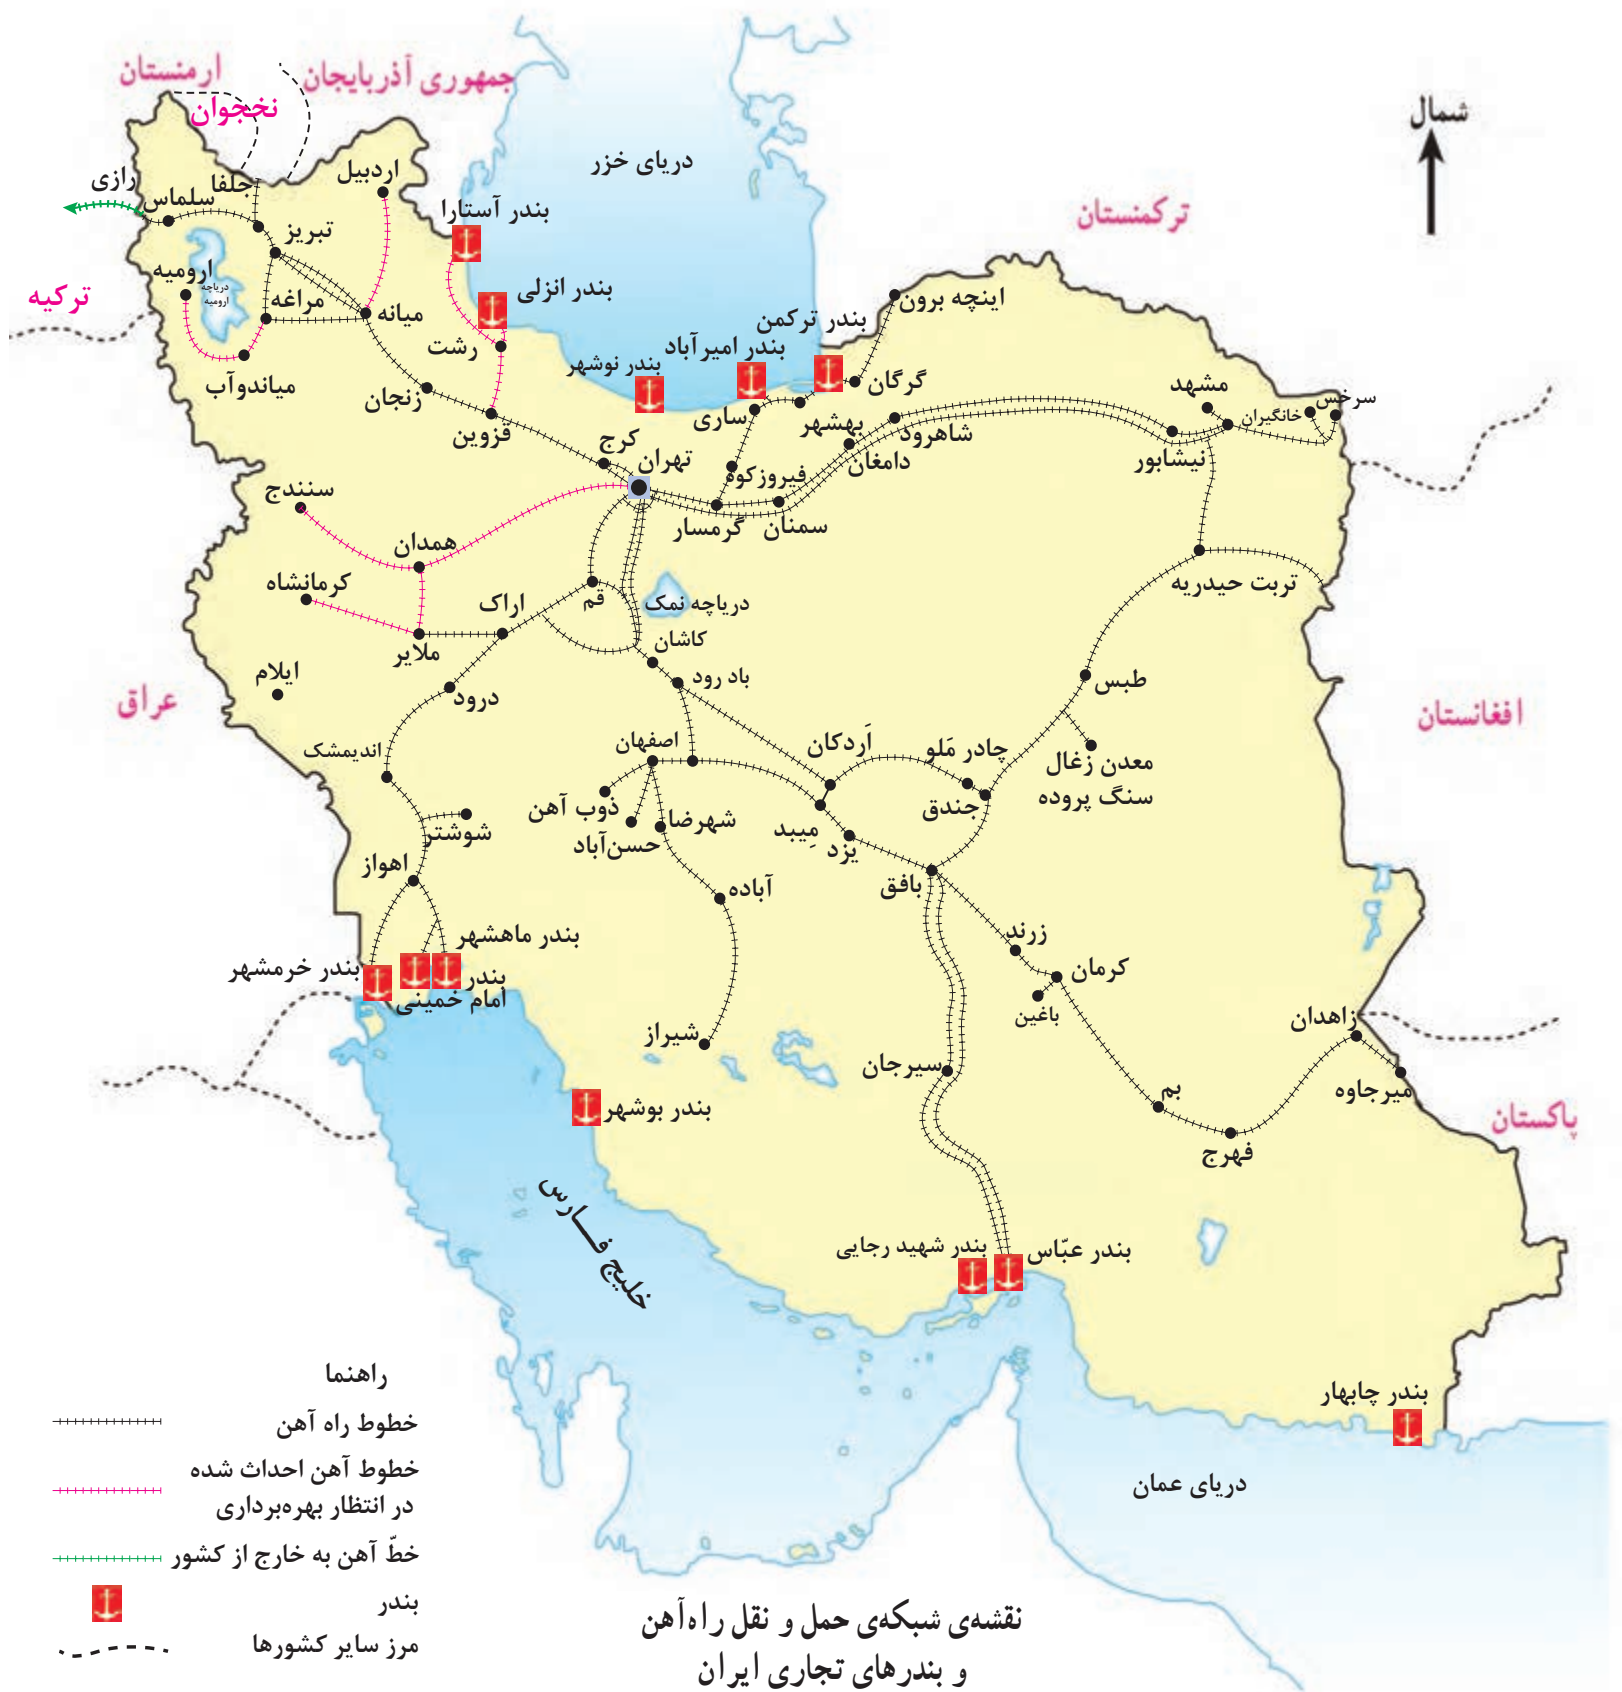 ارمنستان
جمهوری آذربایجان
نخجوان
شمال
دریای خزر
ترکمنستان
رازی
سلماس
جلفا
اردبیل
بندر آستارا
تبریز
ارومیه
دریاچه
ارومیه
مراغه
میانه
بندر انزلی
ترکیه
رشت
میاندوآب
زنجان
قزوین
بندر نوشهر
بندر امیرآباد
بندر ترکمن
اینچه برون
گرگان
ساری
بهشهر
شاهرود
دامغان
مشهد
خانگیران
سرخس
نیشابور
کرج
تهران
فیروزکوه
گرمسار
سمنان
سنندج
همدان
کرمانشاه
ملایر
اراک
قم
دریاچه نمک
کاشان
تربت حیدریه
باد رود
ایلام
عراق
درود
طبس
افغانستان
اندیمشک
اصفهان
اَردکان
چادر مَلو
معدن زغال
سنگ پروده
ذوب آهن
حسن‌آباد
شهرضا
مِیبد
یزد
جندق
شوشتر
اهواز
آباده
بافق
بندر ماهشهر
بندر خرمشهر
بندر
امام خمینی
زرند
کرمان
باغین
شیراز
زاهدان
سیرجان
میرجاوه
بندر بوشهر
بم
فهرج
پاکستان
خلیج فـارس
بندر شهید رجایی
بندر عبّاس
بندر چابهار
دریای عمان
راهنما
خطوط راه آهن
خطوط آهن احداث شده
در انتظار بهره‌برداری
خطّ آهن به خارج از کشور
بندر
مرز سایر کشورها
نقشه‌ی شبکه‌ی حمل و نقل راه‌آهن
و بندرهای تجاری ایران